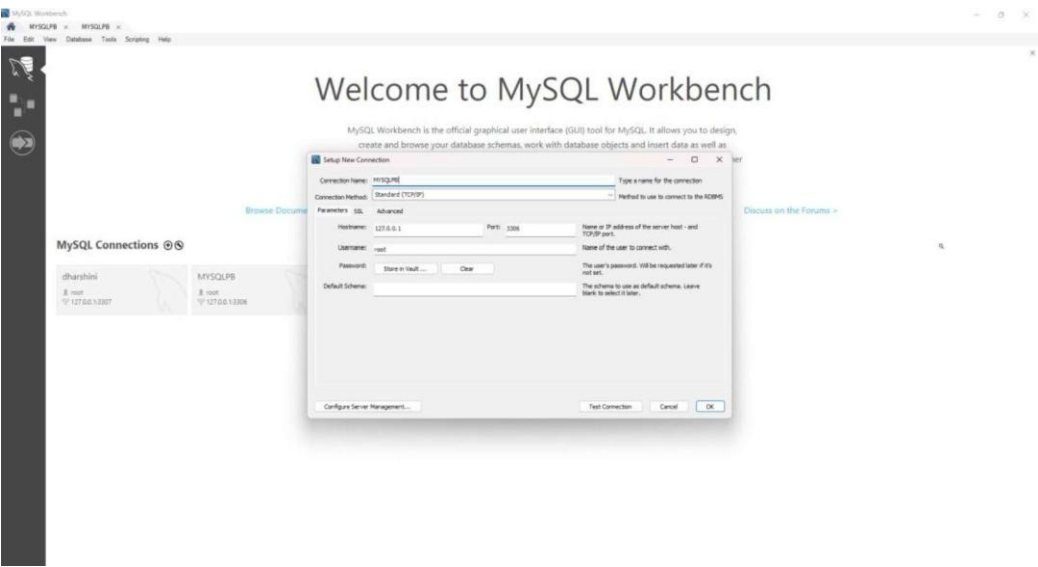 MySQL Workbench
MYSQLPB × MYSQLPB ×
File Edit View Database Tools Scripting Help
Welcome to MySQL Workbench
MySQL Workbench is the official graphical user interface (GUI) tool for MySQL. It allows you to design,
create and browse your database schemas, work with database objects and insert data as well as
Setup New Connection
Connection Name: MYSQLPB Type a name for the connection
Connection Method: Standard (TCP/IP) Method to use to connect to the RDBMS
Parameters SSL Advanced
Hostname: 127.0.0.1 Port: 3306 Name or IP address of the server host - and
TCP/IP port.
Username: root Name of the user to connect with.
Password: Store in Vault ... Clear The user's password. Will be requested later if it's
not set.
Default Schema: The schema to use as default schema. Leave
blank to select it later.
Configure Server Management... Test Connection Cancel OK
Browse Docume
Discuss on the Forums >
MySQL Connections
dharshini
root
127.0.0.1:3307
MYSQLPB
root
127.0.0.1:3306